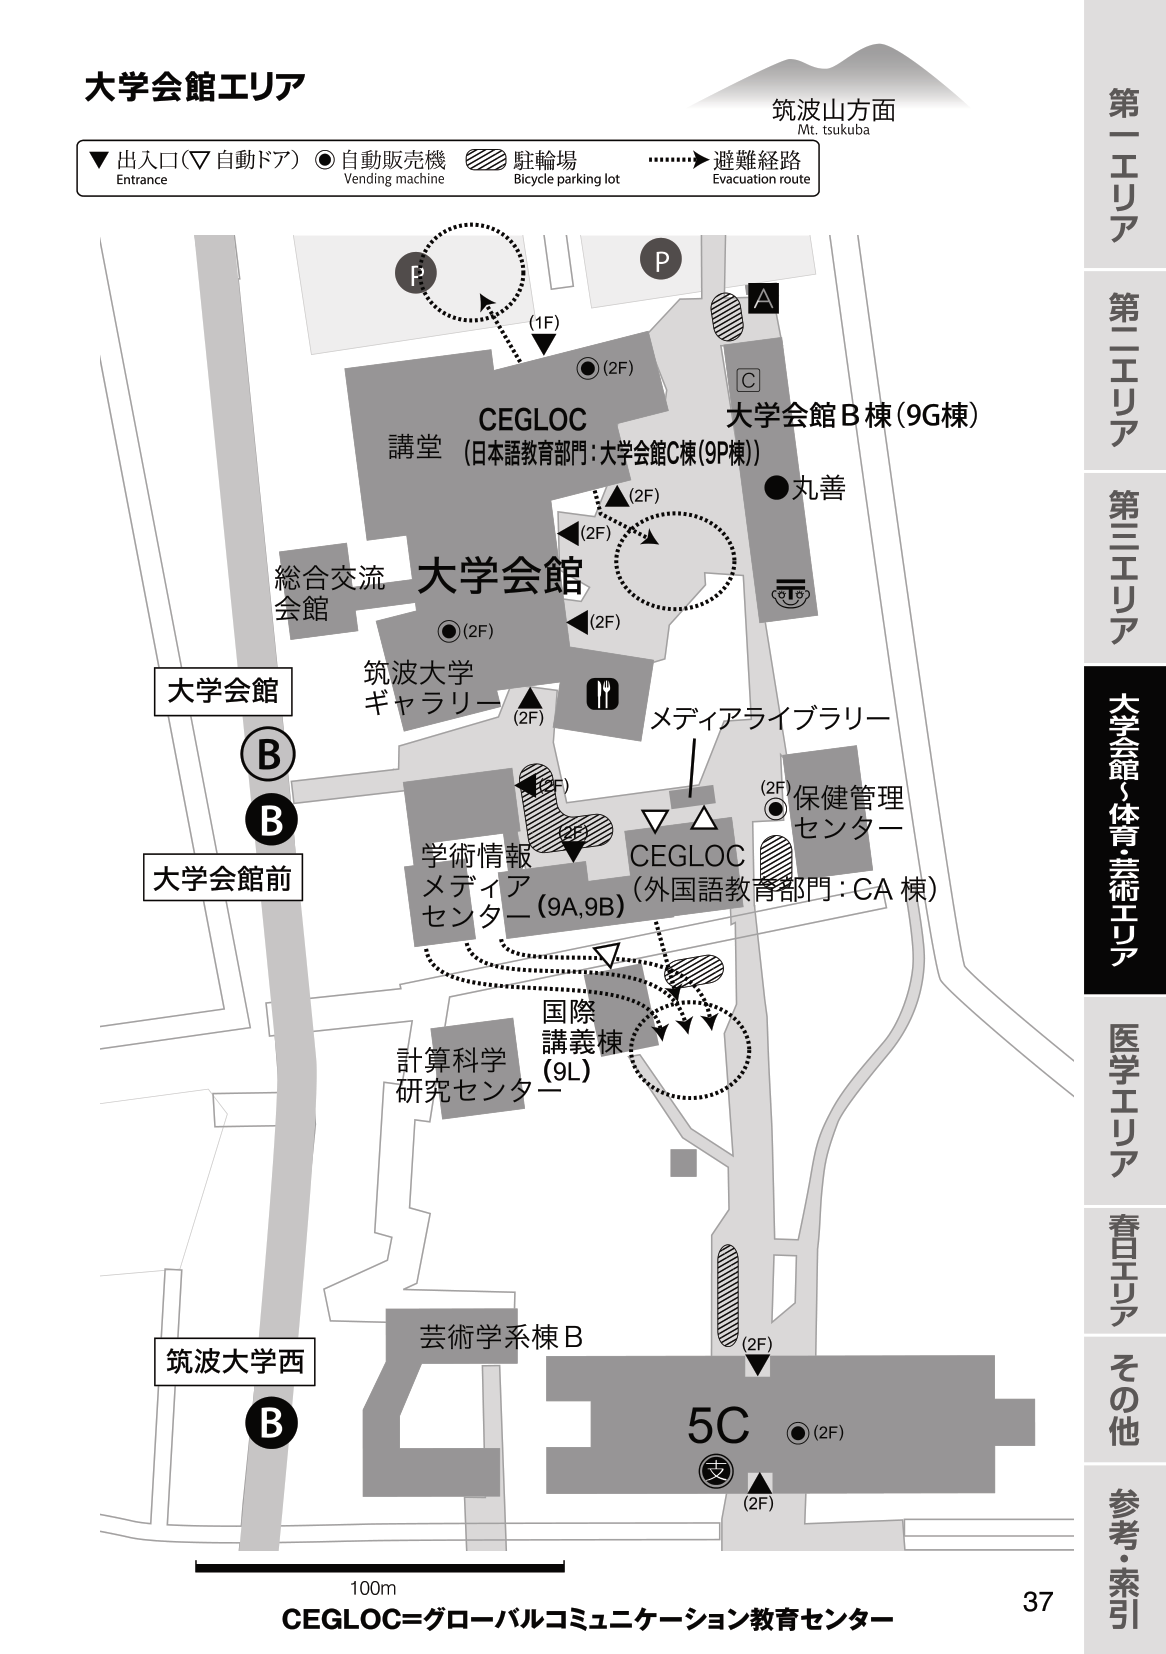 大学会館エリア
筑波山方面
Mt. tsukuba
出入口(▽自動ドア) 自動販売機 駐輪場 避難経路
Entrance Vending machine Bicycle parking lot Evacuation route
P
P
A
(1F)
(2F)
C
CEGLOC
(日本語教育部門：大学会館C棟(9P棟))
大学会館B棟(9G棟)
講堂
丸善
(2F)
(2F)
大学会館
総合交流
会館
(2F)
(2F)
筑波大学
ギャラリー
(2F)
大学会館
B
B
大学会館前
メディアライブラリー
(2F)
(2F)
(2F)
保健管理
センター
学術情報
メディア
センター
(9A,9B)
CEGLOC
(外国語教育部門：CA棟)
国際
講義棟
(9L)
計算科学
研究センター
芸術学系棟B
筑波大学西
B
(2F)
5C
(2F)
支
(2F)
100m
CEGLOC=グローバルコミュニケーション教育センター
37
第一エリア
第二エリア
第三エリア
大学会館～体育・芸術エリア
医学エリア
春日エリア
その他
参考・索引